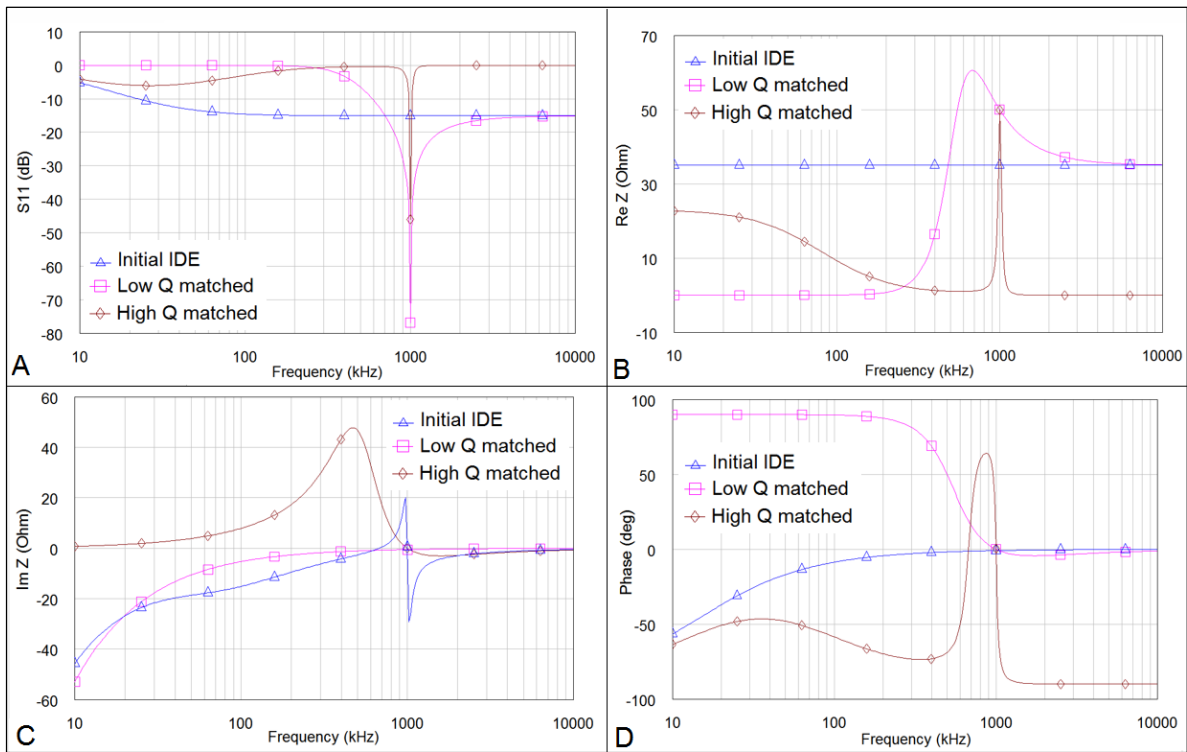 10
0
-10
-20
-30
-40
-50
-60
-70
-80
S11 (dB)
Initial IDE
Low Q matched
High Q matched
10 100 1000 10000
Frequency (kHz)
A
70
50
30
10
-10
Re Z (Ohm)
Initial IDE
Low Q matched
High Q matched
10 100 1000 10000
Frequency (kHz)
B
60
40
20
0
-20
-40
-60
Im Z (Ohm)
Initial IDE
Low Q matched
High Q matched
10 100 1000 10000
Frequency (kHz)
C
100
50
0
-50
-100
Phase (deg)
Initial IDE
Low Q matched
High Q matched
10 100 1000 10000
Frequency (kHz)
D